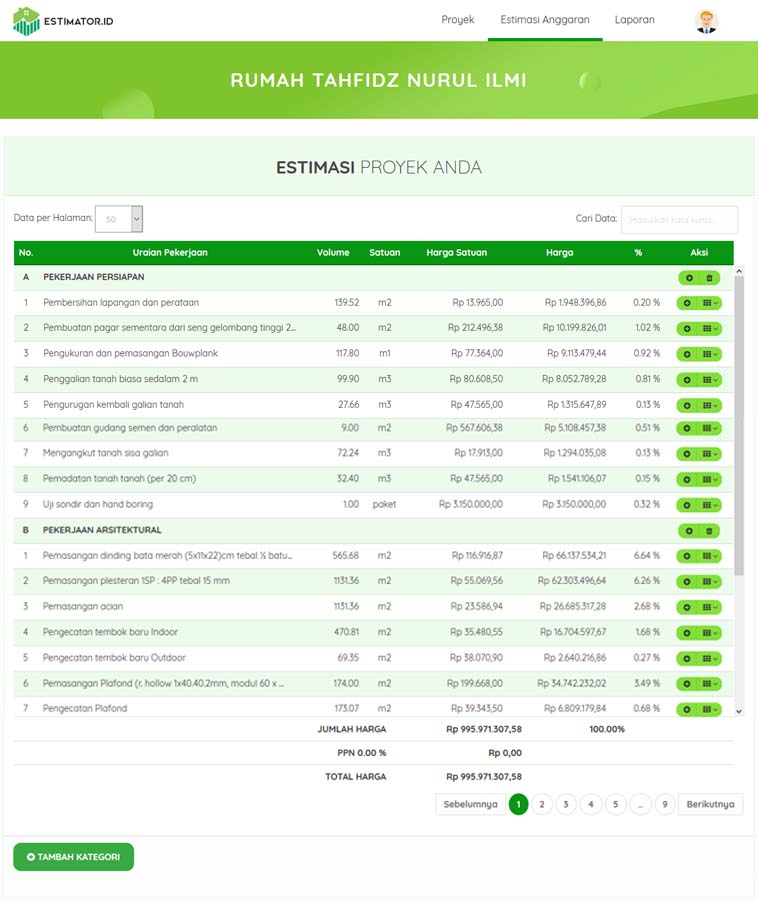 ESTIMATOR.ID Proyek Estimasi Anggaran Laporan
RUMAH TAHFIDZ NURUL ILMI
ESTIMASI PROYEK ANDA
Data per Halaman: 50 Cari Data: Masukkan kata kunci...
No. Uraian Pekerjaan Volume Satuan Harga Satuan Harga % Aksi
A PEKERJAAN PERSIAPAN
1 Pembersihan lapangan dan perataan 139.52 m2 Rp 13.965,00 Rp 1.948.396,86 0.20 %
2 Pembuatan pagar sementara dari seng gelombang tinggi 2... 48.00 m2 Rp 212.496,38 Rp 10.199.826,01 1.02 %
3 Pengukuran dan pemasangan Bouwplank 117.80 m1 Rp 77.364,00 Rp 9.113.479,44 0.92 %
4 Penggalian tanah biasa sedalam 2 m 99.90 m3 Rp 80.608,50 Rp 8.052.789,28 0.81 %
5 Pengurugan kembali galian tanah 27.66 m3 Rp 47.565,00 Rp 1.315.647,89 0.13 %
6 Pembuatan gudang semen dan peralatan 9.00 m2 Rp 567.606,38 Rp 5.108.457,38 0.51 %
7 Mengangkut tanah sisa galian 72.24 m3 Rp 17.913,00 Rp 1.294.035,08 0.13 %
8 Pemadatan tanah tanah (per 20 cm) 32.40 m3 Rp 47.565,00 Rp 1.541.106,07 0.15 %
9 Uji sondir dan hand boring 1.00 paket Rp 3.150.000,00 Rp 3.150.000,00 0.32 %
B PEKERJAAN ARSITEKTURAL
1 Pemasangan dinding bata merah (5x11x22)cm tebal ½ batu... 565.68 m2 Rp 116.916,87 Rp 66.137.534,21 6.64 %
2 Pemasangan plesteran 1SP : 4PP tebal 15 mm 1131.36 m2 Rp 55.069,56 Rp 62.303.496,64 6.26 %
3 Pemasangan acian 1131.36 m2 Rp 23.586,94 Rp 26.685.317,28 2.68 %
4 Pengecatan tembok baru Indoor 470.81 m2 Rp 35.480,55 Rp 16.704.597,67 1.68 %
5 Pengecatan tembok baru Outdoor 69.35 m2 Rp 38.070,90 Rp 2.640.216,86 0.27 %
6 Pemasangan Plafond (r. hollow 1x40.40.2mm, modul 60 x ... 174.00 m2 Rp 199.668,00 Rp 34.742.232,02 3.49 %
7 Pengecatan Plafond 173.07 m2 Rp 39.343,50 Rp 6.809.179,84 0.68 %
JUMLAH HARGA Rp 995.971.307,58 100.00%
PPN 0.00 % Rp 0,00
TOTAL HARGA Rp 995.971.307,58
Sebelumnya 1 2 3 4 5 ... 9 Berikutnya
TAMBAH KATEGORI